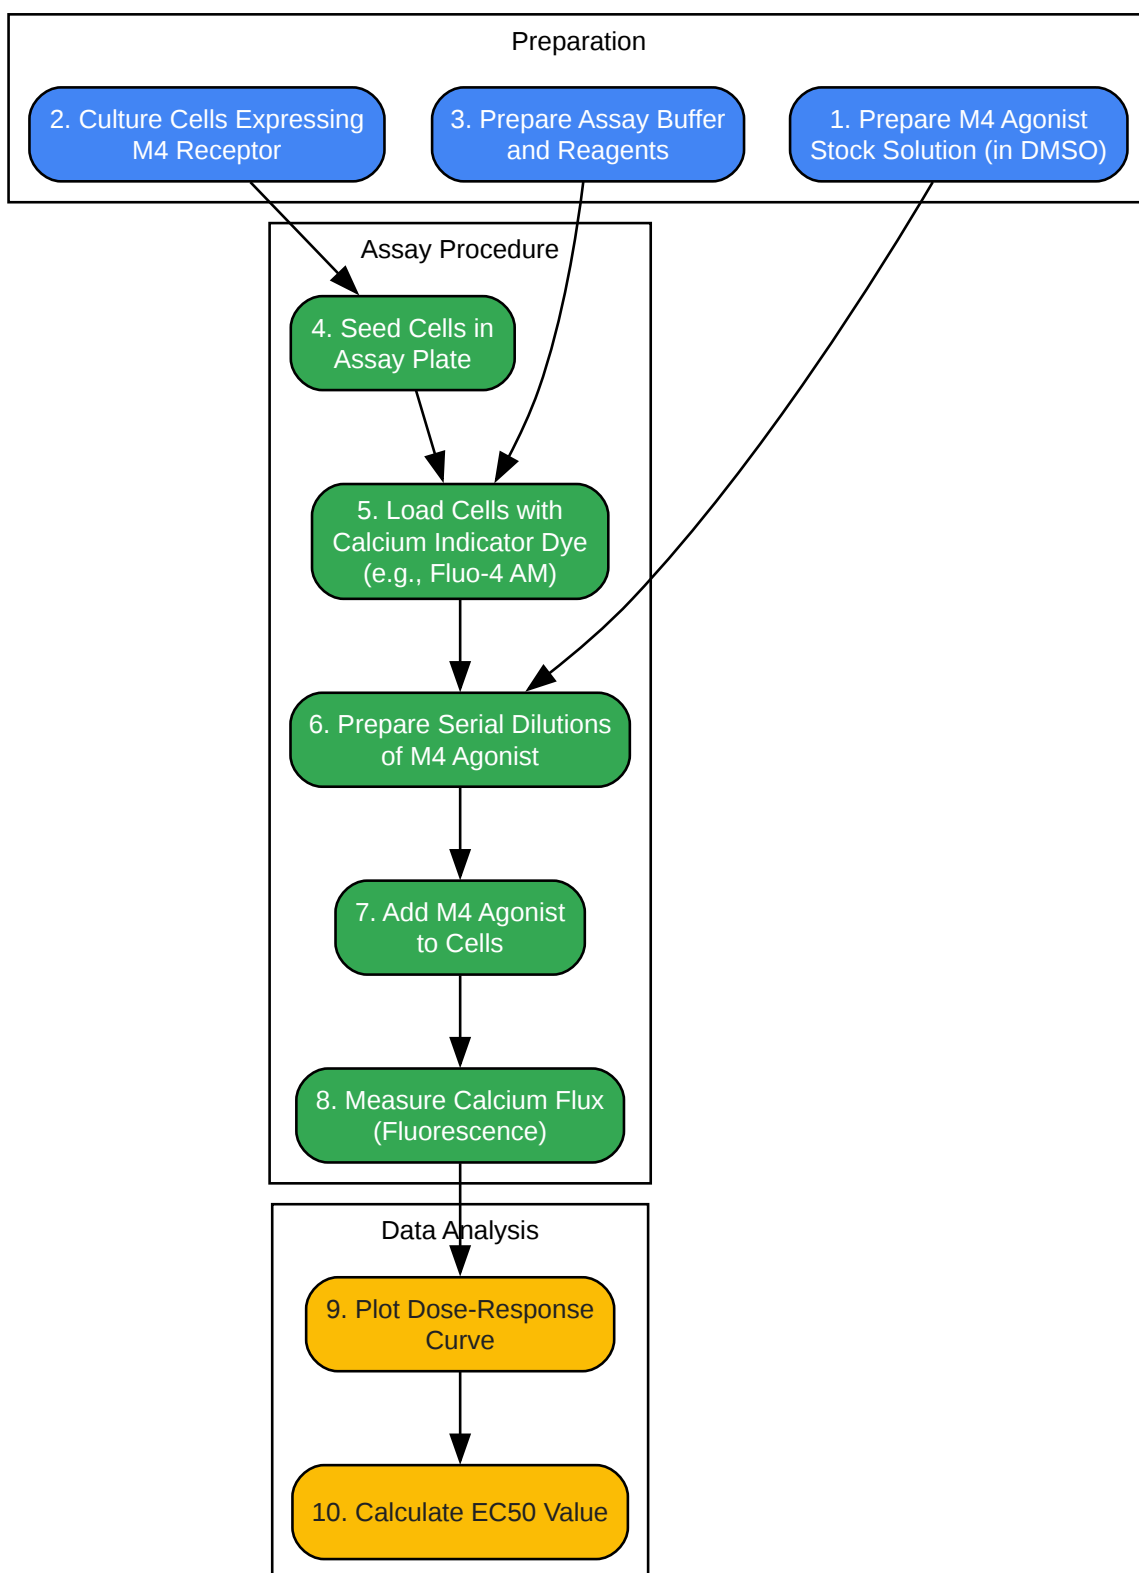 Preparation
2. Culture Cells Expressing
M4 Receptor
3. Prepare Assay Buffer
and Reagents
1. Prepare M4 Agonist
Stock Solution (in DMSO)
Assay Procedure
4. Seed Cells in
Assay Plate
5. Load Cells with
Calcium Indicator Dye
(e.g., Fluo-4 AM)
6. Prepare Serial Dilutions
of M4 Agonist
7. Add M4 Agonist
to Cells
8. Measure Calcium Flux
(Fluorescence)
Data Analysis
9. Plot Dose-Response
Curve
10. Calculate EC50 Value